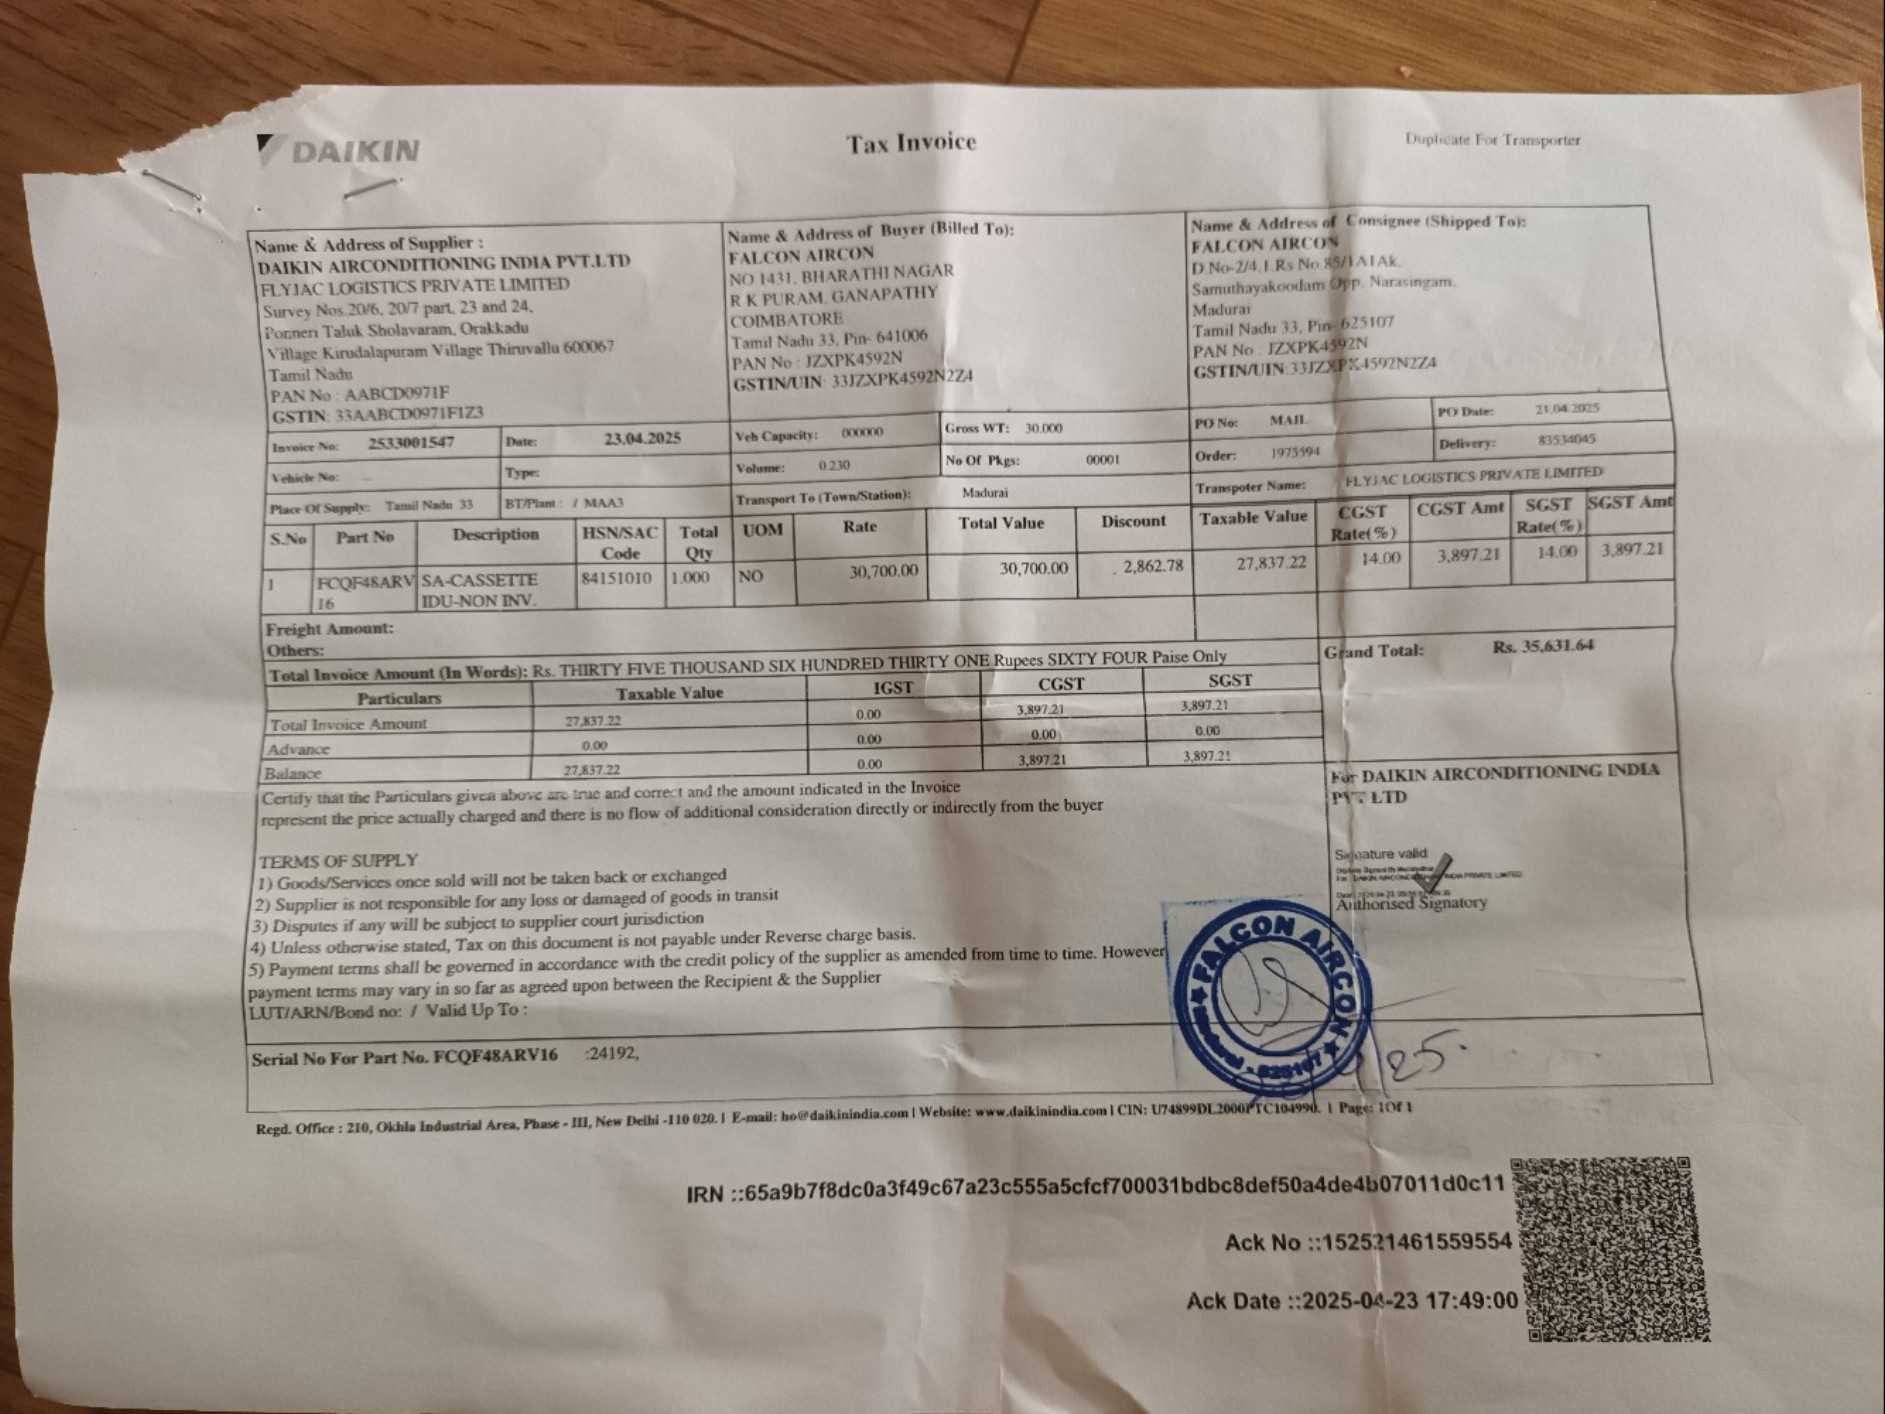 DAIKIN
Tax Invoice
Duplicate For Transporter
Name & Address of Supplier :
DAIKIN AIRCONDITIONING INDIA PVT.LTD
FLYJAC LOGISTICS PRIVATE LIMITED
Survey Nos.20/6, 20/7 part, 23 and 24,
Ponneri Taluk Sholavaram, Orakkadu
Village Kirudalapuram Village Thiruvallu 600067
Tamil Nadu
PAN No : AABCD0971F
GSTIN: 33AABCD0971F1Z3
Name & Address of Buyer (Billed To):
FALCON AIRCON
NO 1431, BHARATHI NAGAR
R K PURAM, GANAPATHY
COIMBATORE
Tamil Nadu 33, Pin- 641006
PAN No : JZXPK4592N
GSTIN/UIN: 33JZXPK4592N2Z4
Name & Address of Consignee (Shipped To):
FALCON AIRCON
D.No-2/4,1,Rs No.85/1A1Ak,
Samuthayakoodam Opp, Narasingam,
Madurai
Tamil Nadu 33, Pin- 625107
PAN No : JZXPK4592N
GSTIN/UIN:33JZXPK4592N2Z4
Invoice No: 2533001547 Date: 23.04.2025 Veh Capacity: 000000 Gross WT: 30.000 PO No: MAIL PO Date: 21.04.2025
Vehicle No: Type: Volume: 0.230 No Of Pkgs: 00001 Order: 1975594 Delivery: 83534045
Place Of Supply: Tamil Nadu 33 BT/Plant : / MAA3 Transport To (Town/Station): Madurai Transpoter Name: FLYJAC LOGISTICS PRIVATE LIMITED
S.No Part No Description HSN/SAC Code Total Qty UOM Rate Total Value Discount Taxable Value CGST Rate(%) CGST Amt SGST Rate(%) SGST Amt
1 FCQF48ARV SA-CASSETTE 84151010 1.000 NO 30,700.00 30,700.00 2,862.78 27,837.22 14.00 3,897.21 14.00 3,897.21
16 IDU-NON INV.
Freight Amount:
Others:
Total Invoice Amount (In Words): Rs. THIRTY FIVE THOUSAND SIX HUNDRED THIRTY ONE Rupees SIXTY FOUR Paise Only
Grand Total: Rs. 35,631.64
Particulars Taxable Value IGST CGST SGST
Total Invoice Amount 27,837.22 0.00 3,897.21 3,897.21
Advance 0.00 0.00 0.00 0.00
Balance 27,837.22 0.00 3,897.21 3,897.21
Certify that the Particulars given above are true and correct and the amount indicated in the Invoice
represent the price actually charged and there is no flow of additional consideration directly or indirectly from the buyer
TERMS OF SUPPLY
1) Goods/Services once sold will not be taken back or exchanged
2) Supplier is not responsible for any loss or damaged of goods in transit
3) Disputes if any will be subject to supplier court jurisdiction
4) Unless otherwise stated, Tax on this document is not payable under Reverse charge basis.
5) Payment terms shall be governed in accordance with the credit policy of the supplier as amended from time to time. However
payment terms may vary in so far as agreed upon between the Recipient & the Supplier
LUT/ARN/Bond no: / Valid Up To :
For DAIKIN AIRCONDITIONING INDIA
PVT LTD
Signature valid
Authorised Signatory
FALCON AIRCON
25
Serial No For Part No. FCQF48ARV16 :24192,
Regd. Office : 210, Okhla Industrial Area, Phase - III, New Delhi -110 020. | E-mail: ho@daikinindia.com | Website: www.daikinindia.com | CIN: U74899DL2000PTC104990. | Page: 1Of 1
IRN ::65a9b7f8dc0a3f49c67a23c555a5cfcf700031bdbc8def50a4de4b07011d0c11
Ack No ::152521461559554
Ack Date ::2025-04-23 17:49:00